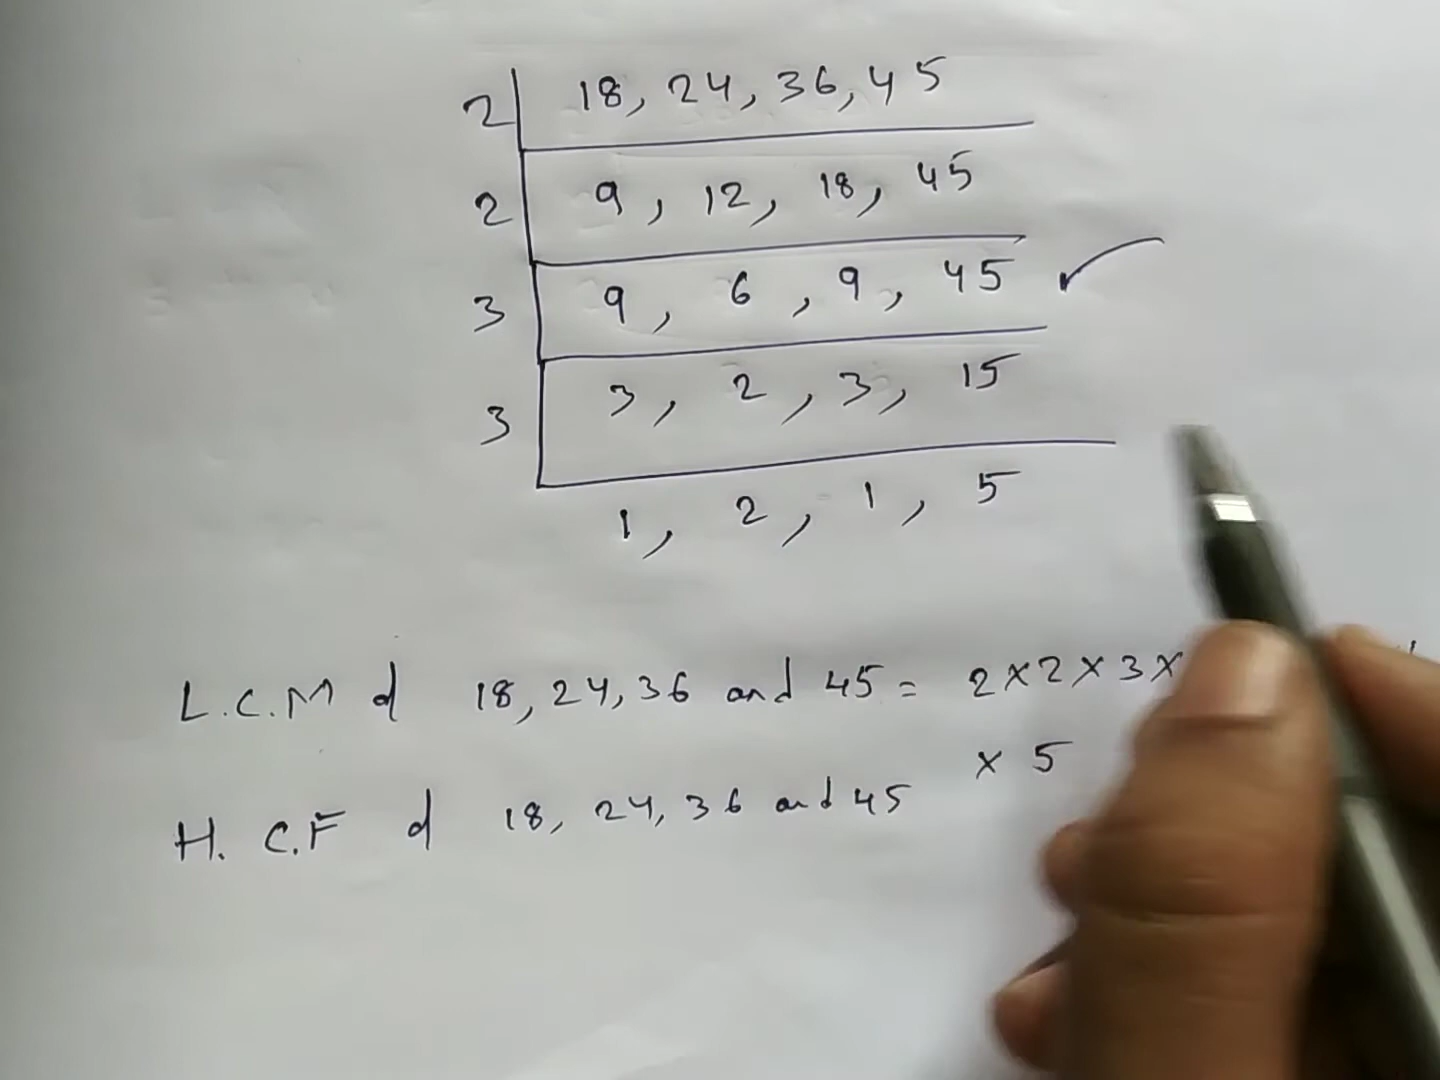 2 18, 24, 36, 45
2 9, 12, 18, 45
3 9, 6, 9, 45
3 3, 2, 3, 15
1, 2, 1, 5
L.C.M of 18, 24, 36 and 45 = 2 x 2 x 3 x
x 5
H. C.F of 18, 24, 36 and 45